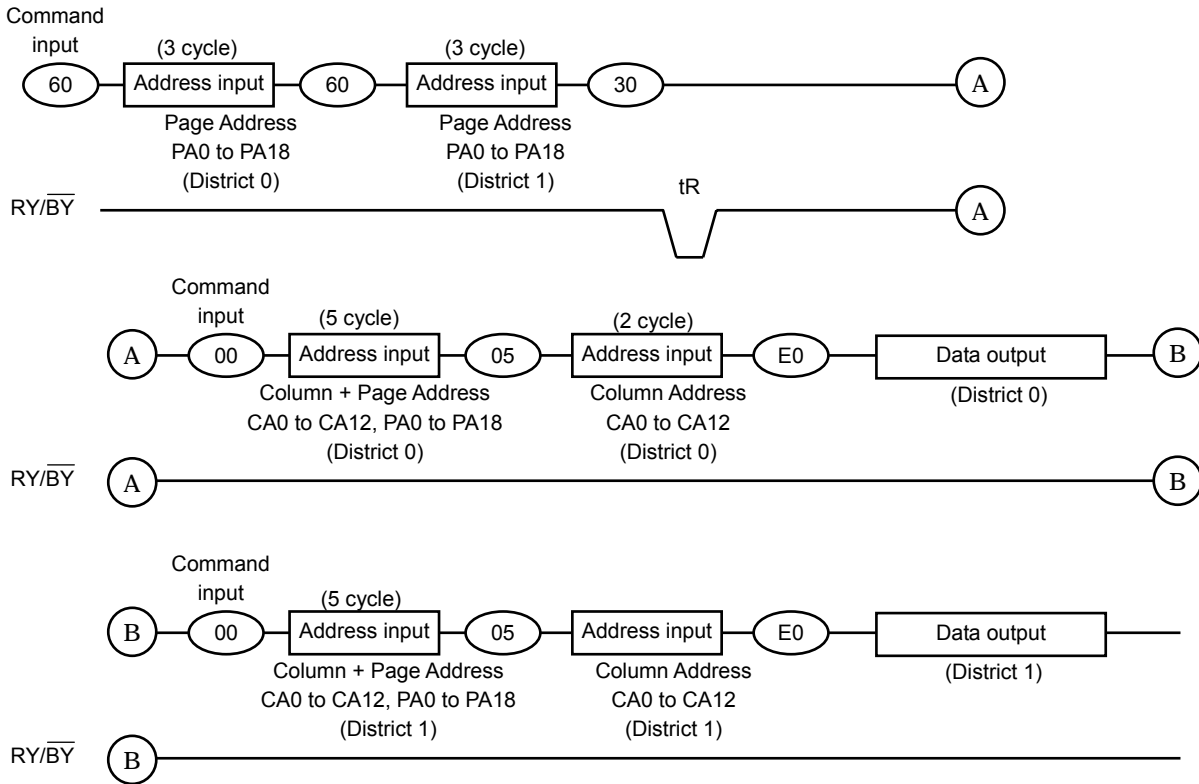 Command
input
(3 cycle) (3 cycle)
60 Address input 60 Address input 30 A
Page Address Page Address
PA0 to PA18 PA0 to PA18
(District 0) (District 1)
tR
RY/B̅Y̅ A
Command
input
(5 cycle) (2 cycle)
A 00 Address input 05 Address input E0 Data output B
Column + Page Address Column Address (District 0)
CA0 to CA12, PA0 to PA18 CA0 to CA12
(District 0) (District 0)
RY/B̅Y̅ A B
Command
input
(5 cycle)
B 00 Address input 05 Address input E0 Data output
Column + Page Address Column Address (District 1)
CA0 to CA12, PA0 to PA18 CA0 to CA12
(District 1) (District 1)
RY/B̅Y̅ B